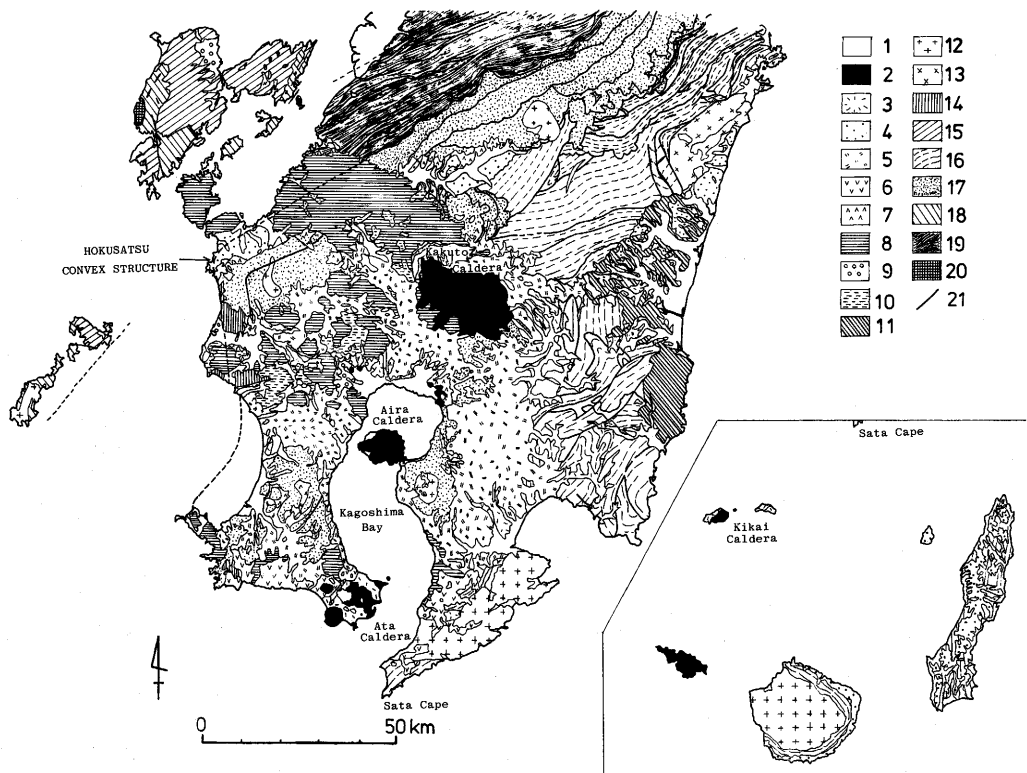 HOKUSATSU
CONVEX STRUCTURE
Kakuto
Caldera
Aira
Caldera
Kagoshima
Bay
Ata
Caldera
Sata Cape
0 50 km
1
2
3
4
5
6
7
8
9
10
11
12
13
14
15
16
17
18
19
20
21
Sata Cape
Kikai
Caldera